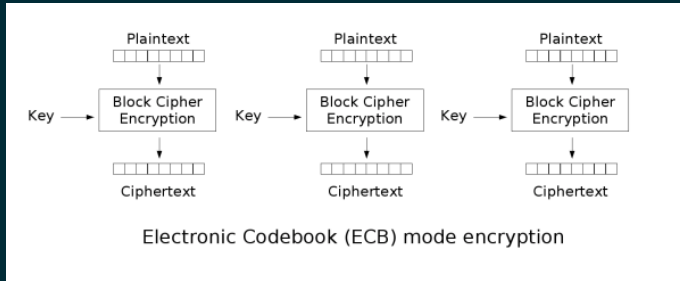 Plaintext Plaintext Plaintext
Key Block Cipher Encryption Key Block Cipher Encryption Key Block Cipher Encryption
Ciphertext Ciphertext Ciphertext
Electronic Codebook (ECB) mode encryption